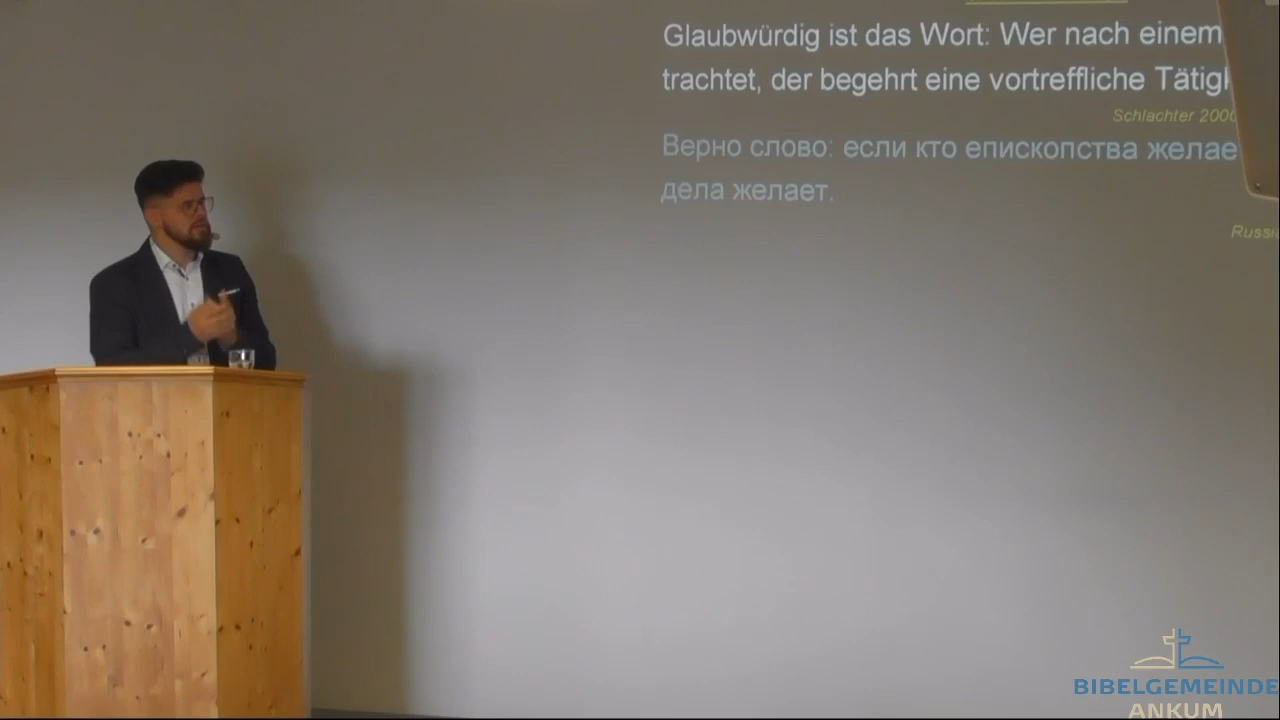 Glaubwürdig ist das Wort: Wer nach einem
trachtet, der begehrt eine vortreffliche
Schlachter 2000
Верно слово: если кто епископства
дела желает.
BIBELGEMEINDE
ANKUM